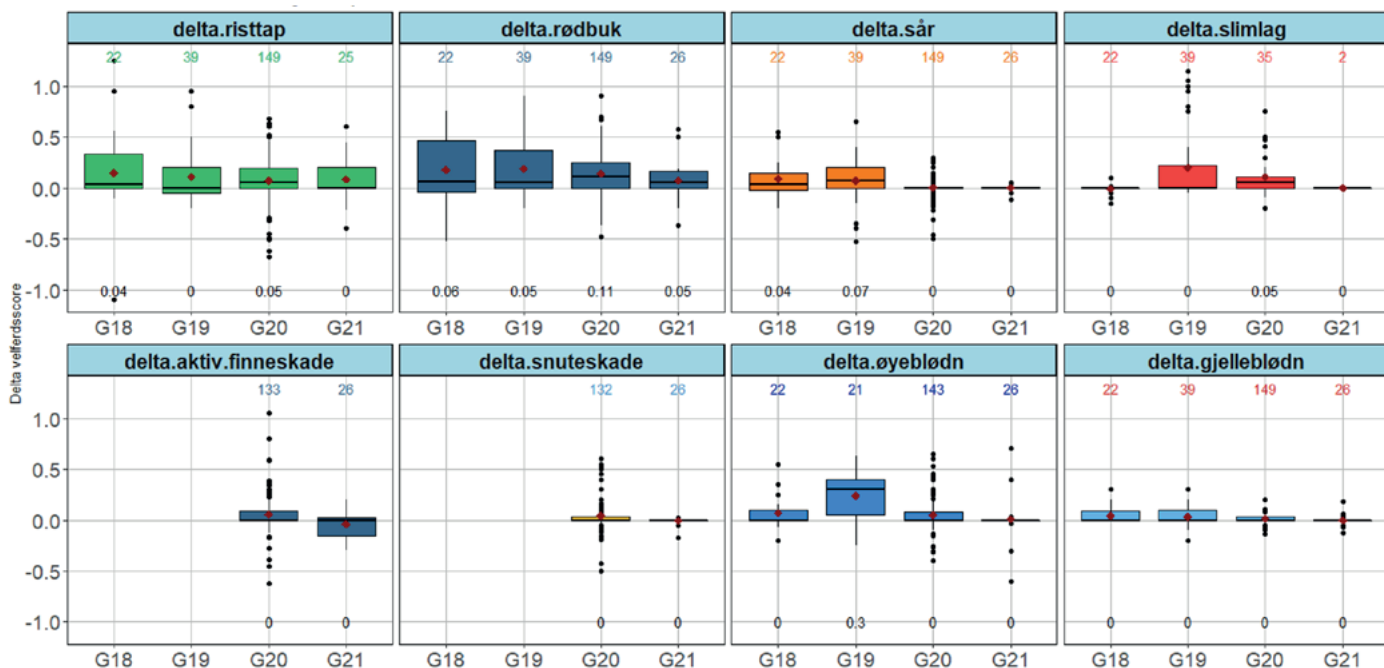 delta.risttap delta.rødbuk delta.sår delta.slimlag
22 39 149 25 22 39 149 26 22 39 149 26 22 39 35 2
1.0
0.5
0.0
-0.5
-1.0
0.04 0 0.05 0 0.06 0.05 0.11 0.05 0.04 0.07 0 0 0 0 0.05 0
G18 G19 G20 G21 G18 G19 G20 G21 G18 G19 G20 G21 G18 G19 G20 G21
Delta velferdsscore
delta.aktiv.finneskade delta.snuteskade delta.øyeblødn delta.gjelleblødn
133 26 132 26 22 21 143 26 22 39 149 26
1.0
0.5
0.0
-0.5
-1.0
0 0 0 0 0 0.3 0 0 0 0 0 0
G18 G19 G20 G21 G18 G19 G20 G21 G18 G19 G20 G21 G18 G19 G20 G21